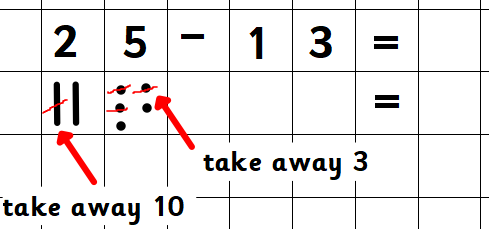 2 5 - 1 3 =
=
take away 3
take away 10